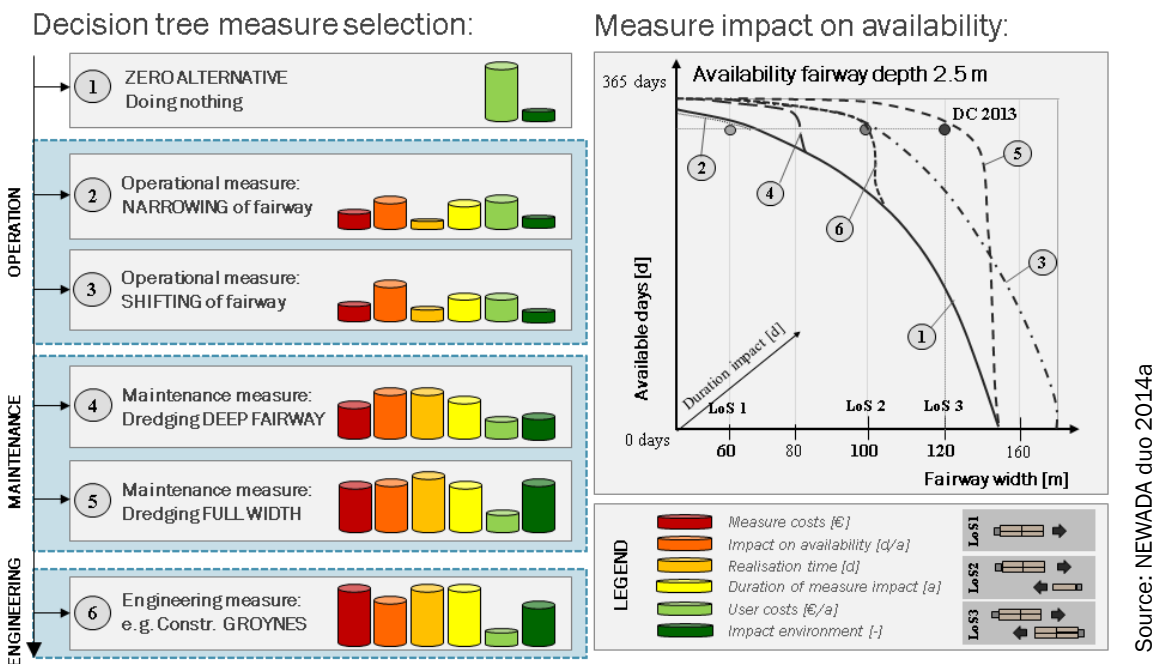 Decision tree measure selection:
1
ZERO ALTERNATIVE
Doing nothing
OPERATION
2
Operational measure:
NARROWING of fairway
3
Operational measure:
SHIFTING of fairway
MAINTENANCE
4
Maintenance measure:
Dredging DEEP FAIRWAY
5
Maintenance measure:
Dredging FULL WIDTH
ENGINEERING
6
Engineering measure:
e.g. Constr. GROYNES
Measure impact on availability:
365 days
Availability fairway depth 2.5 m
DC 2013
2
4
5
6
3
1
Available days [d]
Duration impact [d]
LoS 1
LoS 2
LoS 3
0 days
60
80
100
120
160
Fairway width [m]
LEGEND
Measure costs [€]
Impact on availability [d/a]
Realisation time [d]
Duration of measure impact [a]
User costs [€/a]
Impact environment [-]
LoS1
LoS2
LoS3
Source: NEWADA duo 2014a